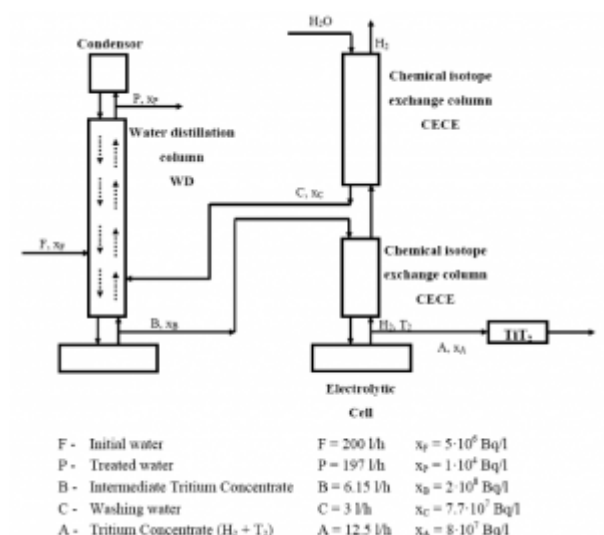 H₂O
H₂
Condensor
P, xₚ
Chemical isotope
exchange column
CECE
Water distillation
column
WD
C, x_C
F, x_F
Chemical isotope
exchange column
CECE
B, x_B
H₂, T₂
A, x_A
TiT₂
Electrolytic
Cell
F - Initial water F = 200 l/h x_F = 5·10⁶ Bq/l
P - Treated water P = 197 l/h x_P = 1·10⁴ Bq/l
B - Intermediate Tritium Concentrate B = 6.15 l/h x_B = 2·10⁸ Bq/l
C - Washing water C = 3 l/h x_C = 7.7·10⁷ Bq/l
A - Tritium Concentrate (H₂ + T₂) A = 12.5 l/h x_A = 8·10⁷ Bq/l